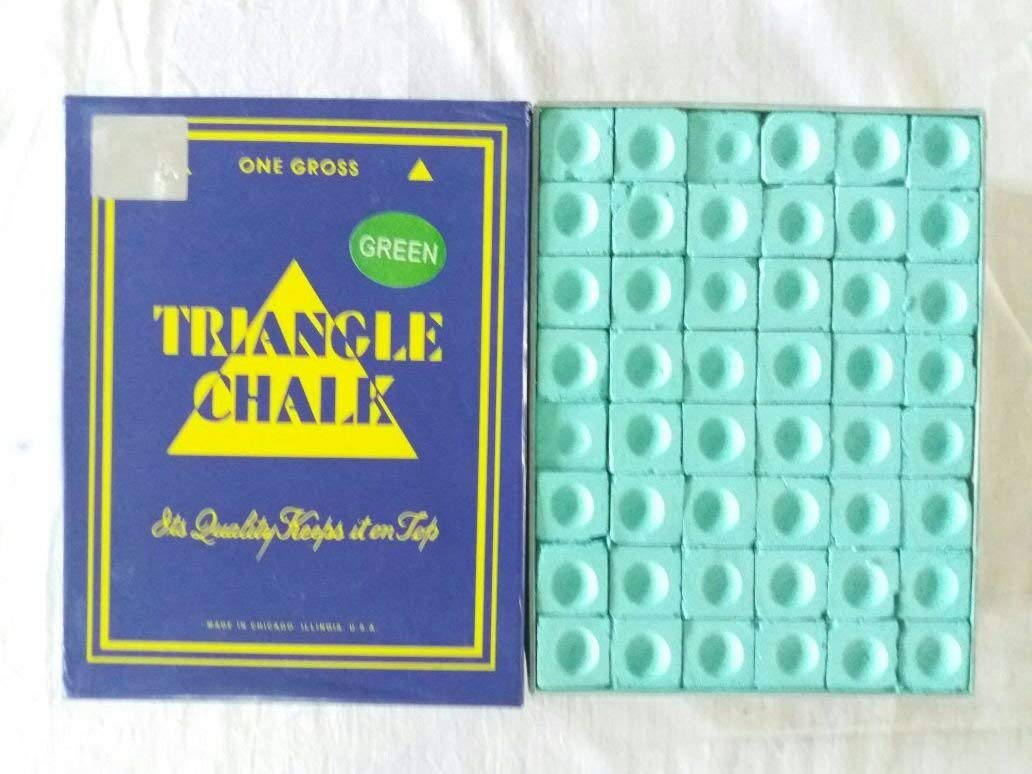 ONE GROSS
GREEN
TRIANGLE
CHALK
Its Quality Keeps it on Top
MADE IN CHICAGO, ILLINOIS, U.S.A.